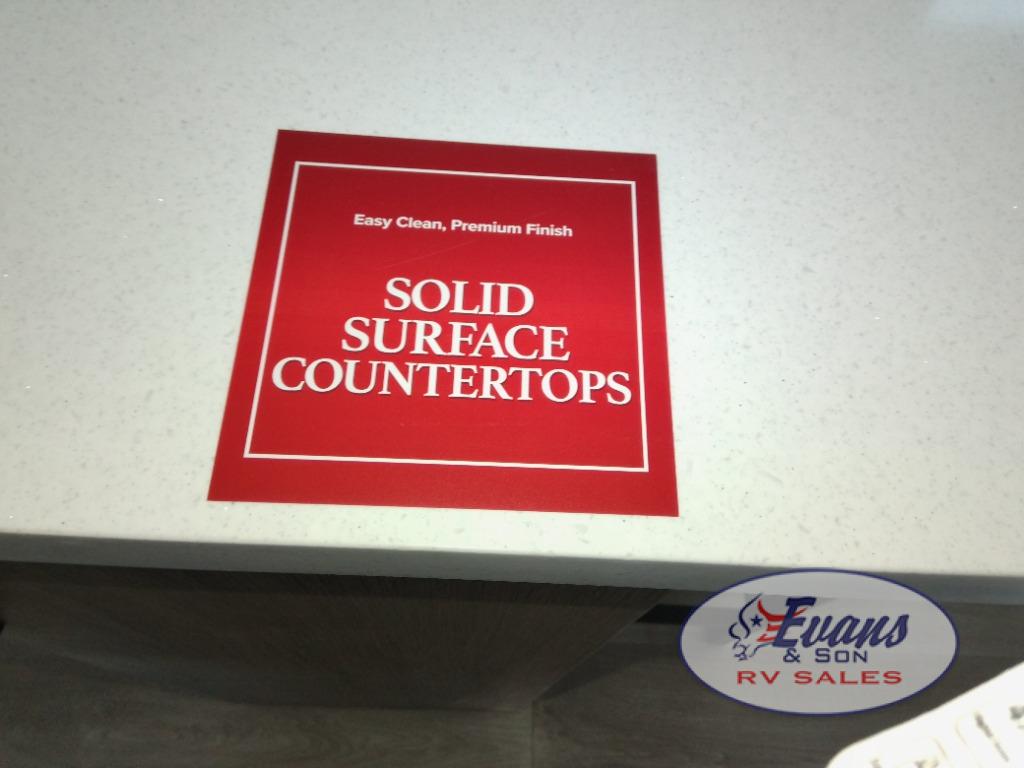 Easy Clean, Premium Finish
SOLID
SURFACE
COUNTERTOPS
Evans
& SON
RV SALES